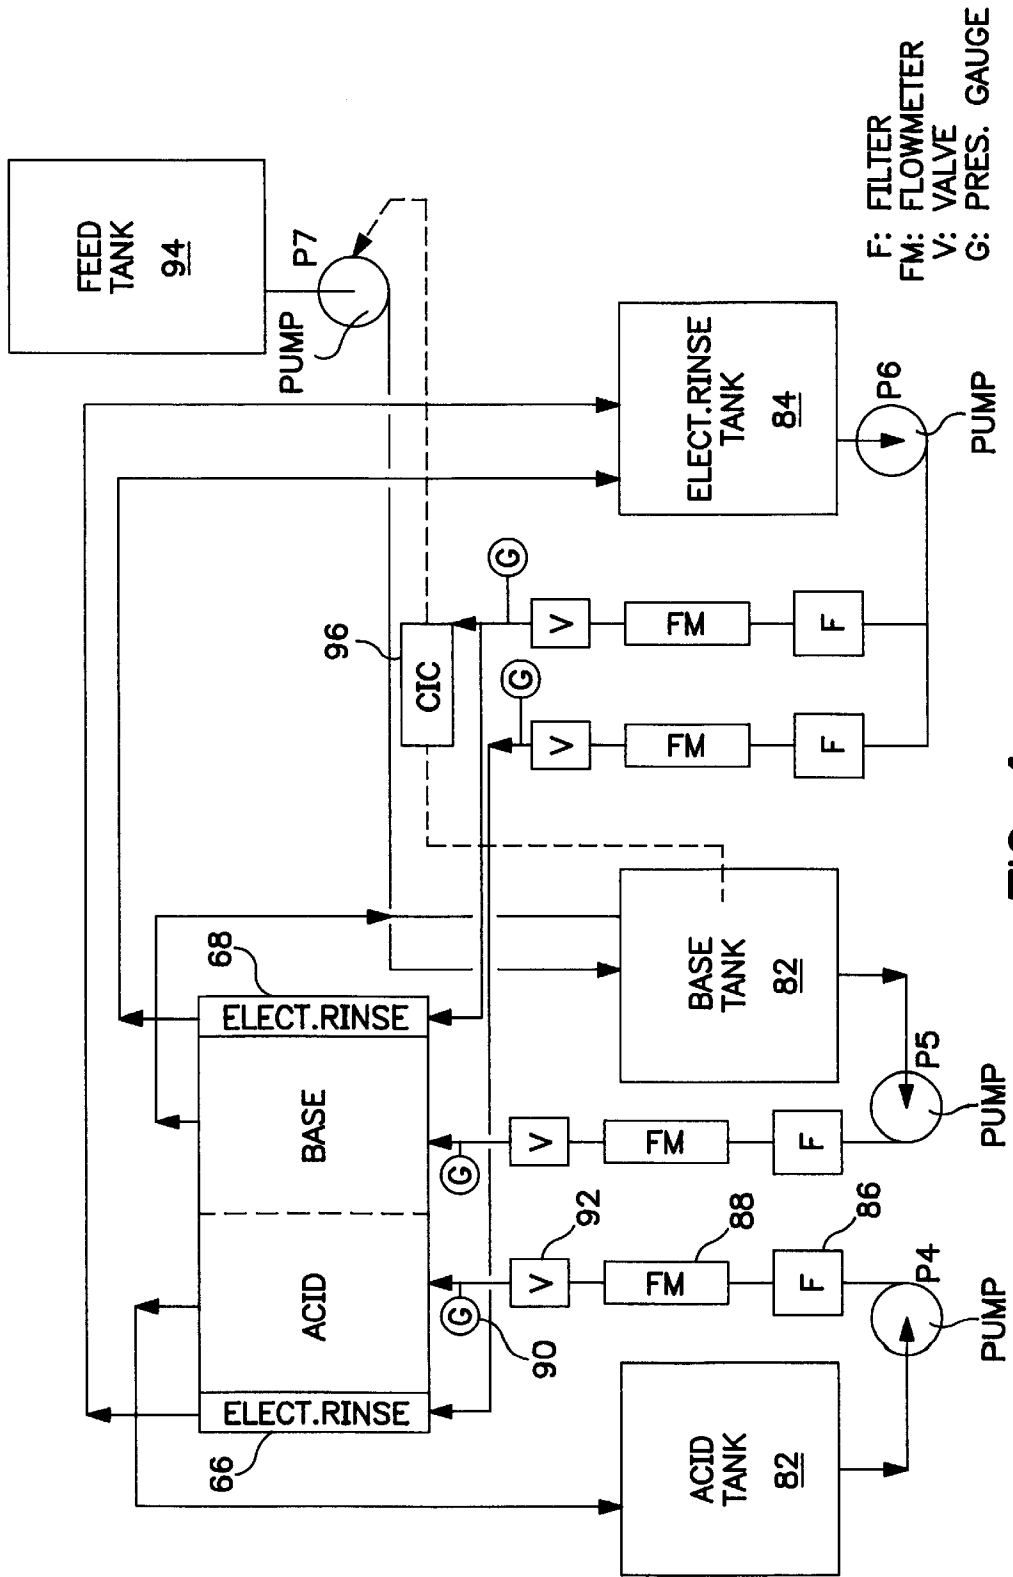 FEED
TANK
94
PUMP
P7
96
CIC
68
66
ELECT.RINSE
BASE
ACID
ELECT.RINSE
G
G
G
G
90
V
V
V
V
92
FM
FM
FM
FM
88
F
F
F
F
86
ELECT.RINSE
TANK
84
P6
PUMP
BASE
TANK
82
P5
PUMP
ACID
TANK
82
P4
PUMP
F: FILTER
FM: FLOWMETER
V: VALVE
G: PRES. GAUGE